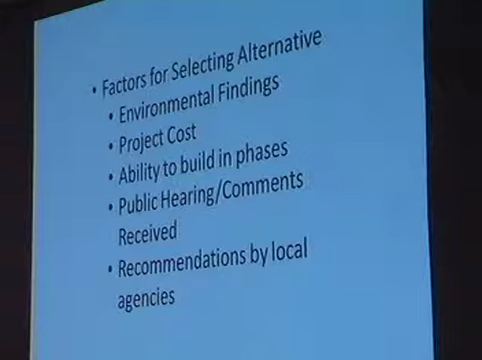 • Factors for Selecting Alternative
• Environmental Findings
• Project Cost
• Ability to build in phases
• Public Hearing/Comments
Received
• Recommendations by local
agencies